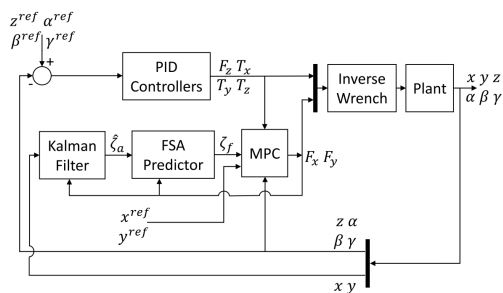 z^{ref} α^{ref}
β^{ref} γ^{ref}
+
-
PID
Controllers
F_z T_x
T_y T_z
Inverse
Wrench
Plant
x y z
α β γ
Kalman
Filter
ζ̂_a
FSA
Predictor
ζ_f
MPC
F_x F_y
x^{ref}
y^{ref}
z α
β γ
x y